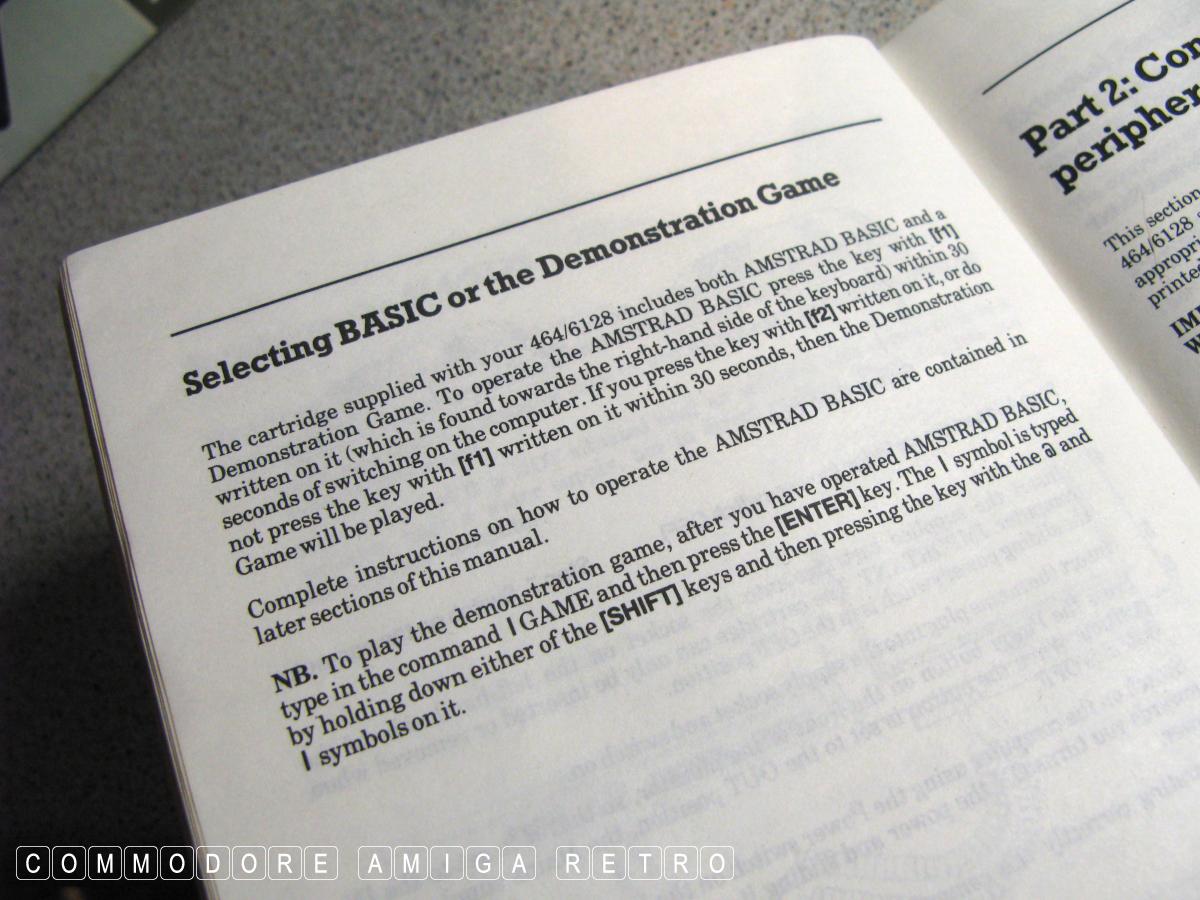 Selecting BASIC or the Demonstration Game
The cartridge supplied with your 464/6128 includes both AMSTRAD BASIC and a
Demonstration Game. To operate the AMSTRAD BASIC press the key with [f1]
written on it (which is found towards the right-hand side of the keyboard) within 30
seconds of switching on the computer. If you press the key with [f2] written on it, or do
not press the key with [f1] written on it within 30 seconds, then the Demonstration
Game will be played.
Complete instructions on how to operate the AMSTRAD BASIC are contained in
later sections of this manual.
NB. To play the demonstration game, after you have operated AMSTRAD BASIC,
type in the command |GAME and then press the [ENTER] key. The | symbol is typed
by holding down either of the [SHIFT] keys and then pressing the key with the @ and
| symbols on it.
Part 2:
This section
464/6128
printed
COMMODORE AMIGA RETRO